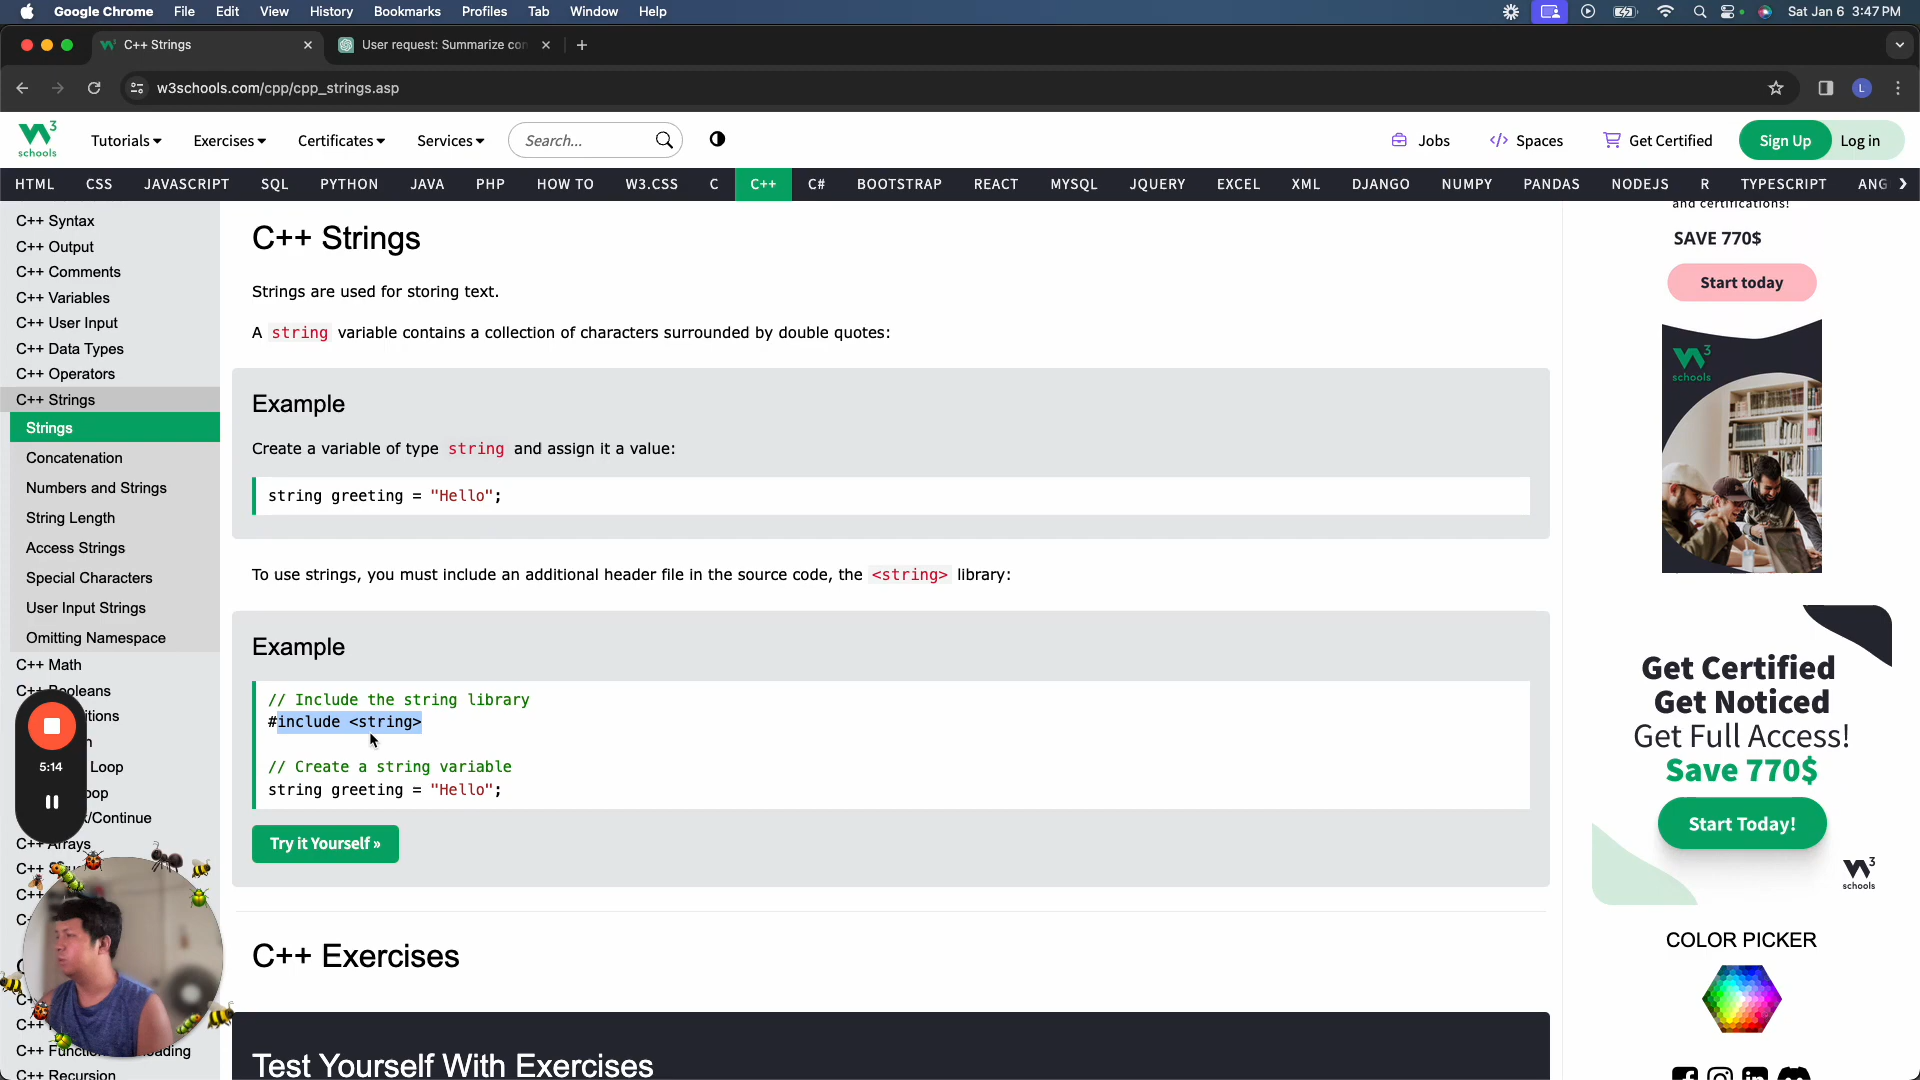 Google Chrome File Edit View History Bookmarks Profiles Tab Window Help
Sat Jan 6 3:47 PM
C++ Strings
User request: Summarize con
w3schools.com/cpp/cpp_strings.asp
L
W3
schools
Tutorials Exercises Certificates Services
Search...
Jobs
Spaces
Get Certified
Sign Up
Log in
HTML CSS JAVASCRIPT SQL PYTHON JAVA PHP HOW TO W3.CSS C C++ C# BOOTSTRAP REACT MYSQL JQUERY EXCEL XML DJANGO NUMPY PANDAS NODEJS R TYPESCRIPT ANG
C++ Syntax
C++ Output
C++ Comments
C++ Variables
C++ User Input
C++ Data Types
C++ Operators
C++ Strings
Strings
Concatenation
Numbers and Strings
String Length
Access Strings
Special Characters
User Input Strings
Omitting Namespace
C++ Math
C++ Booleans
Loop
/Continue
C++ Arrays
C++
C++
C++ Recursion
5:14
C++ Strings
Strings are used for storing text.
A string variable contains a collection of characters surrounded by double quotes:
Example
Create a variable of type string and assign it a value:
string greeting = "Hello";
To use strings, you must include an additional header file in the source code, the <string> library:
Example
// Include the string library
#include <string>
// Create a string variable
string greeting = "Hello";
Try it Yourself »
C++ Exercises
Test Yourself With Exercises
and certifications!
SAVE 770$
Start today
W3
schools
Get Certified
Get Noticed
Get Full Access!
Save 770$
Start Today!
W3
schools
COLOR PICKER